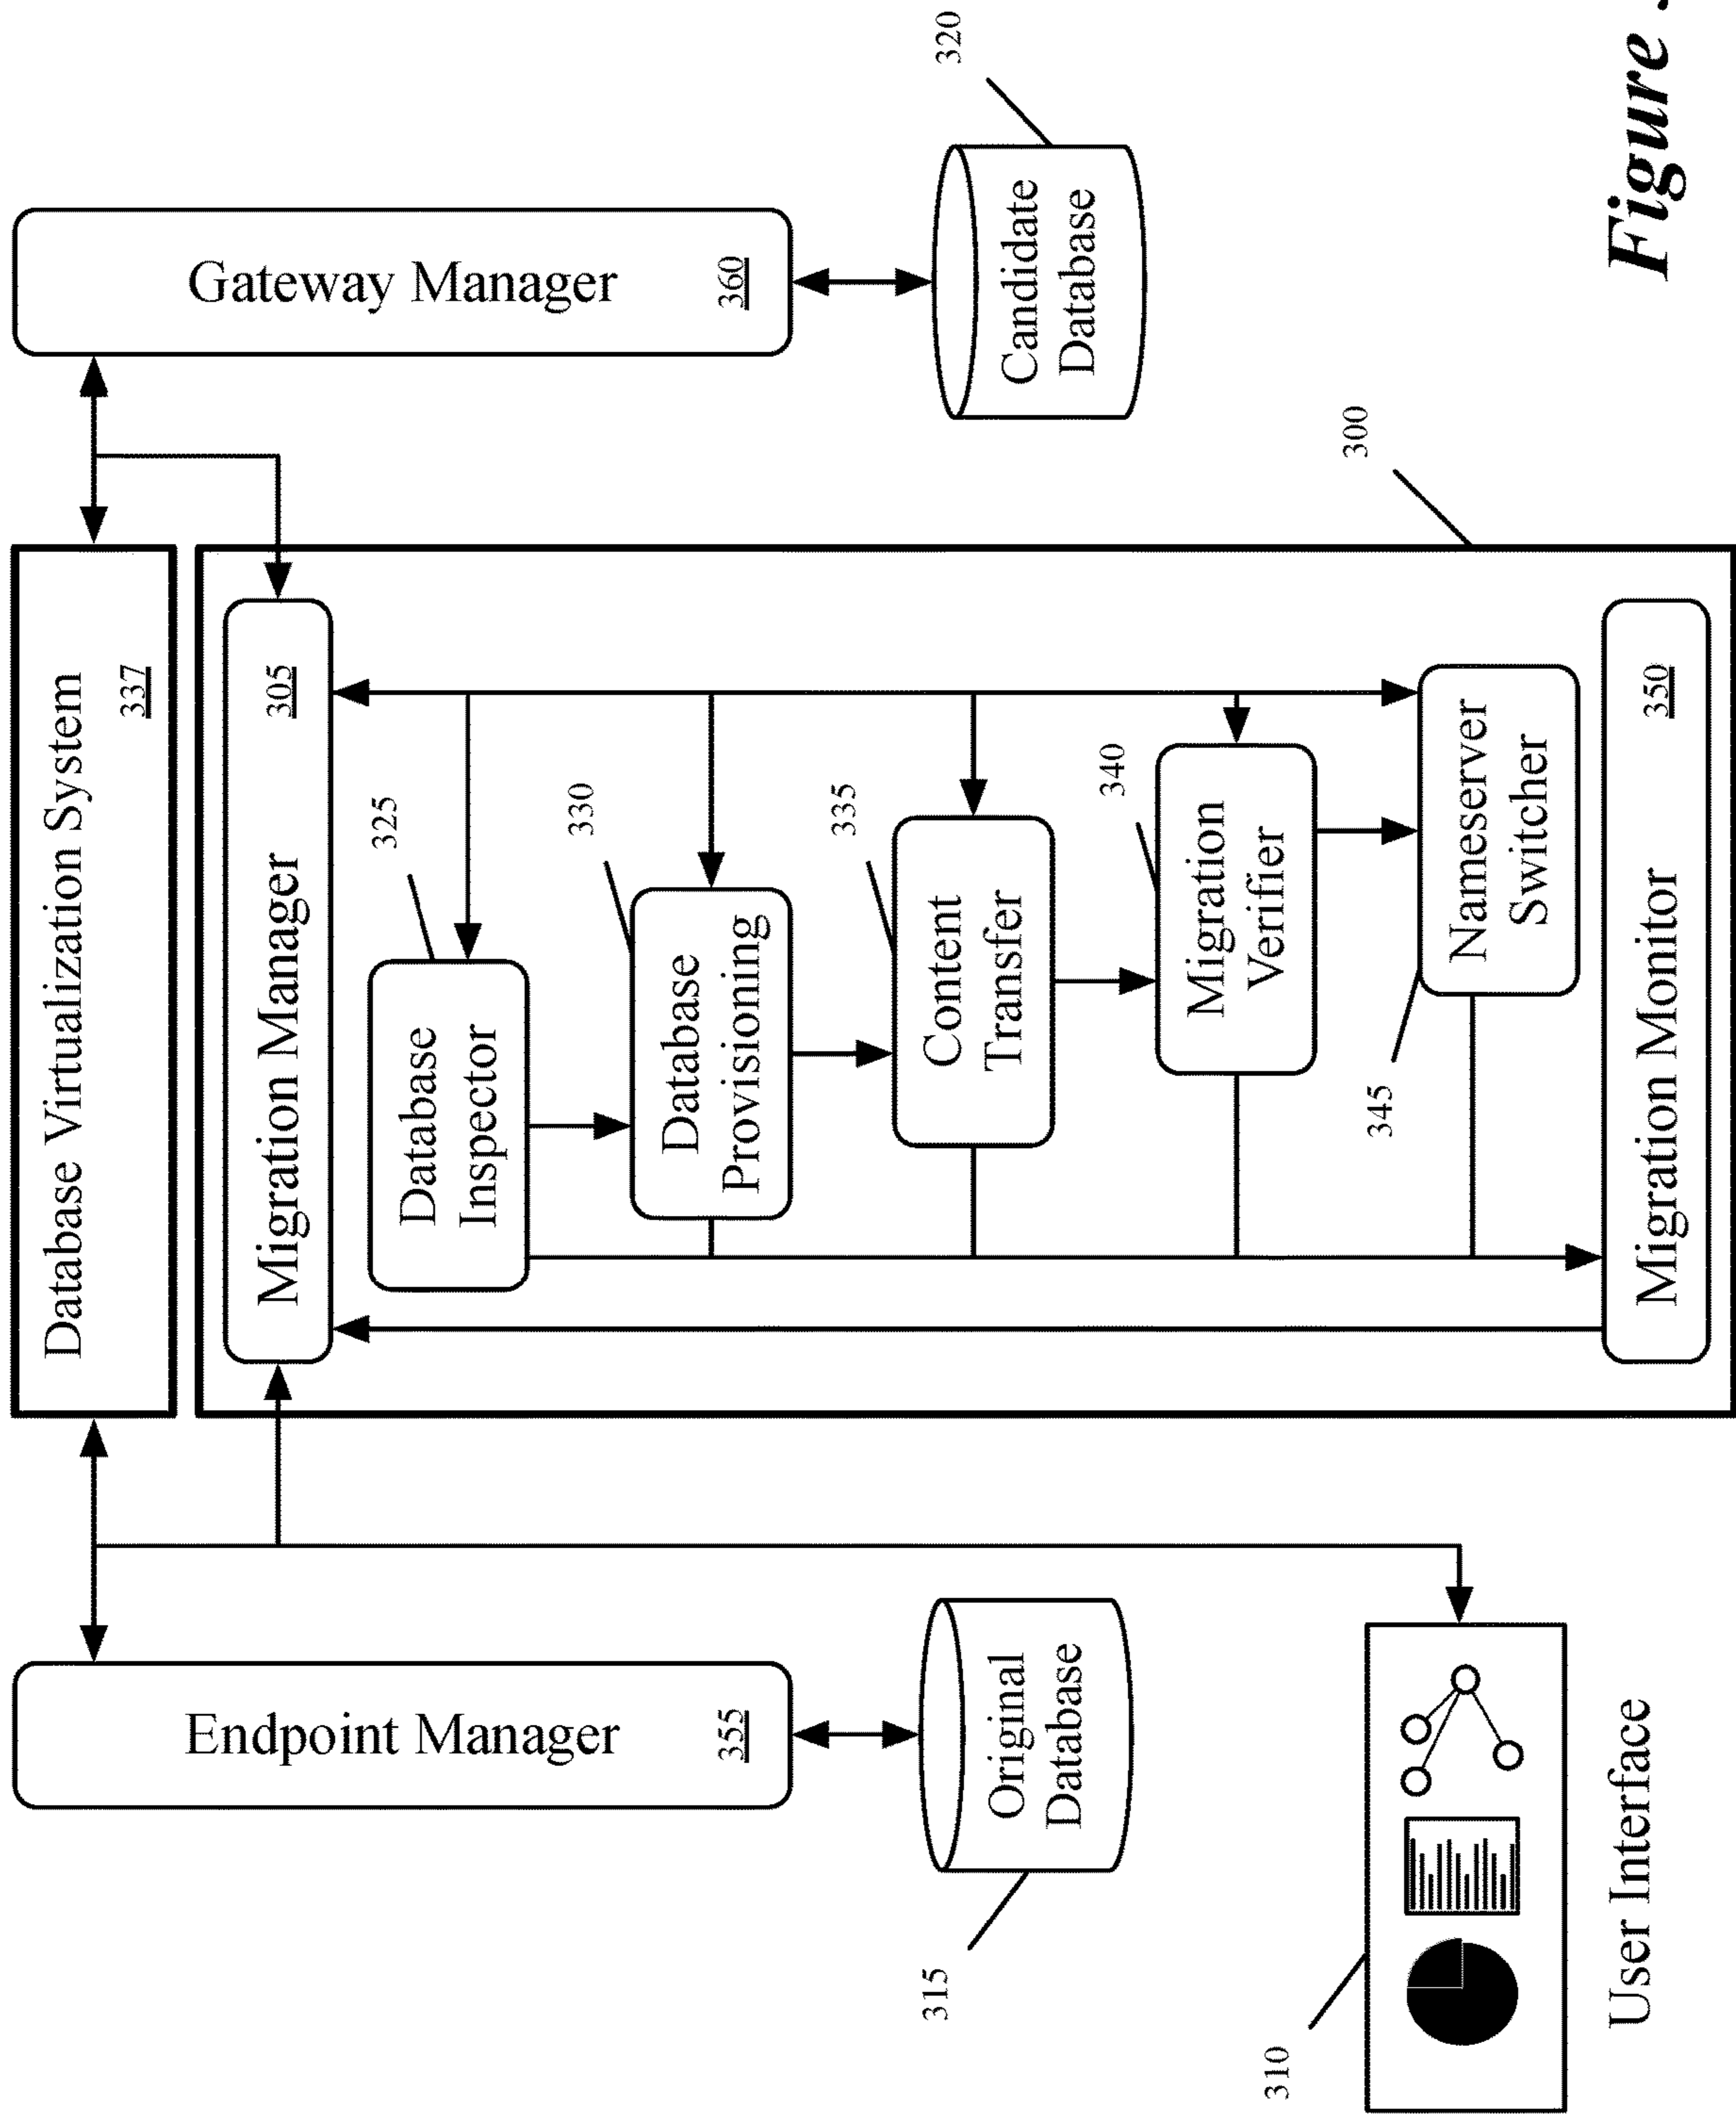 Database Virtualization System
337
Endpoint Manager
355
Gateway Manager
360
Migration Manager
305
Database
Inspector
325
Database
Provisioning
330
Content
Transfer
335
Migration
Verifier
340
Nameserver
Switcher
345
Migration Monitor
350
300
Original
Database
315
Candidate
Database
320
310
User Interface
Figure